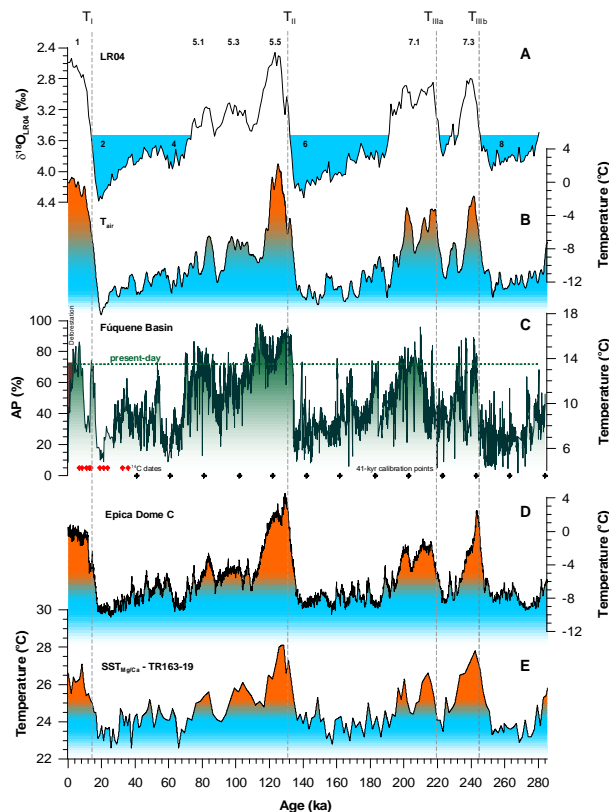 T_I T_II T_IIIa T_IIIb
1 5.1 5.3 5.5 7.1 7.3
LR04 A
2.4
2.8
3.2
3.6
4.0
4.4
δ¹⁸O_LR04 (‰)
2 4 6 8
T_air B
4
0
-4
-8
-12
Temperature (°C)
Fúquene Basin C
Deforestation
present-day
100
80
60
40
20
0
AP (%)
18
14
10
6
Temperature (°C)
¹⁴C dates 41-kyr calibration points
Epica Dome C D
4
0
-4
-8
-12
Temperature (°C)
SST_Mg/Ca - TR163-19 E
30
28
26
24
22
Temperature (°C)
0 20 40 60 80 100 120 140 160 180 200 220 240 260 280
Age (ka)